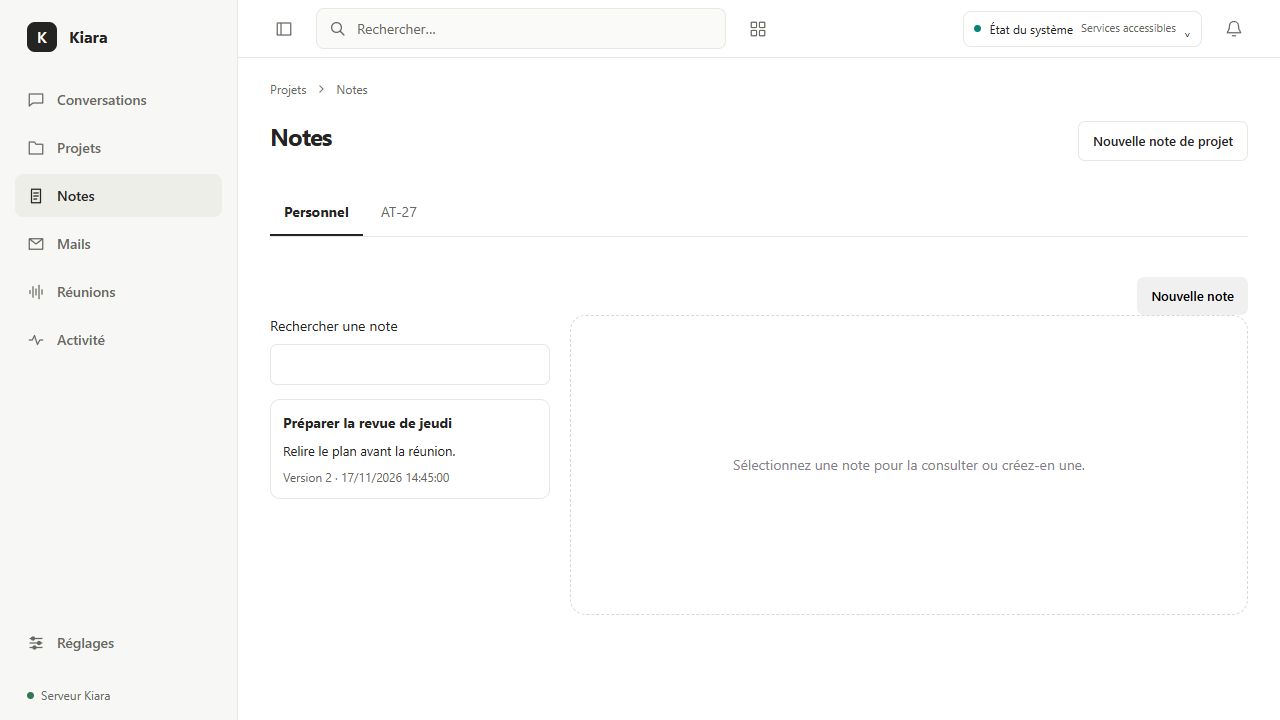 K Kiara
Conversations
Projets
Notes
Mails
Réunions
Activité
Réglages
Serveur Kiara
Rechercher...
État du système Services accessibles
Projets > Notes
Notes
Nouvelle note de projet
Personnel AT-27
Nouvelle note
Rechercher une note
Préparer la revue de jeudi
Relire le plan avant la réunion.
Version 2 · 17/11/2026 14:45:00
Sélectionnez une note pour la consulter ou créez-en une.